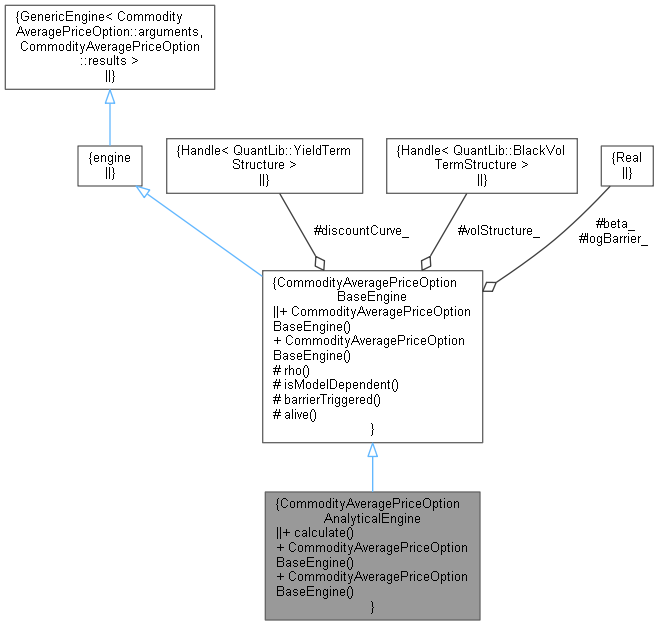 {GenericEngine< Commodity
AveragePriceOption::arguments,
CommodityAveragePriceOption
::results >
||}
{engine
||}
{Handle< QuantLib::YieldTerm
Structure >
||}
{Handle< QuantLib::BlackVol
TermStructure >
||}
{Real
||}
#discountCurve_
#volStructure_
#beta_
#logBarrier_
{CommodityAveragePriceOption
BaseEngine
||+ CommodityAveragePriceOption
BaseEngine()
+ CommodityAveragePriceOption
BaseEngine()
# rho()
# isModelDependent()
# barrierTriggered()
# alive()
}
{CommodityAveragePriceOption
AnalyticalEngine
||+ calculate()
+ CommodityAveragePriceOption
BaseEngine()
+ CommodityAveragePriceOption
BaseEngine()
}